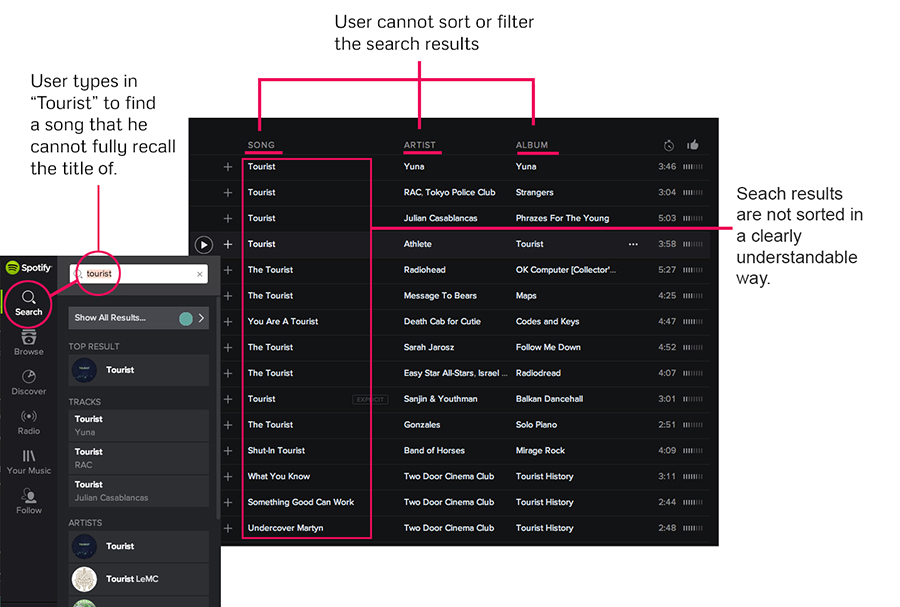 User cannot sort or filter
the search results
User types in
“Tourist” to find
a song that he
cannot fully recall
the title of.
SONG ARTIST ALBUM
Tourist Yuna Yuna 3:46
Tourist RAC, Tokyo Police Club Strangers 3:04
Tourist Julian Casablancas Phrazes For The Young 5:03
Tourist Athlete Tourist ••• 3:58
The Tourist Radiohead OK Computer [Collector'... 5:27
The Tourist Message To Bears Maps 4:25
You Are A Tourist Death Cab for Cutie Codes and Keys 4:47
The Tourist Sarah Jarosz Follow Me Down 4:52
The Tourist Easy Star All-Stars, Israel ... Radiodread 4:07
Tourist EXPLICIT Sanjin & Youthman Balkan Dancehall 3:01
The Tourist Gonzales Solo Piano 2:51
Shut-In Tourist Band of Horses Mirage Rock 4:09
What You Know Two Door Cinema Club Tourist History 3:11
Something Good Can Work Two Door Cinema Club Tourist History 2:44
Undercover Martyn Two Door Cinema Club Tourist History 2:48
Seach results
are not sorted in
a clearly
understandable
way.
Spotify
Search
Browse
Discover
Radio
Your Music
Follow
tourist
Show All Results...
TOP RESULT
Tourist
TRACKS
Tourist
Yuna
Tourist
RAC
Tourist
Julian Casablancas
ARTISTS
Tourist
Tourist LeMC